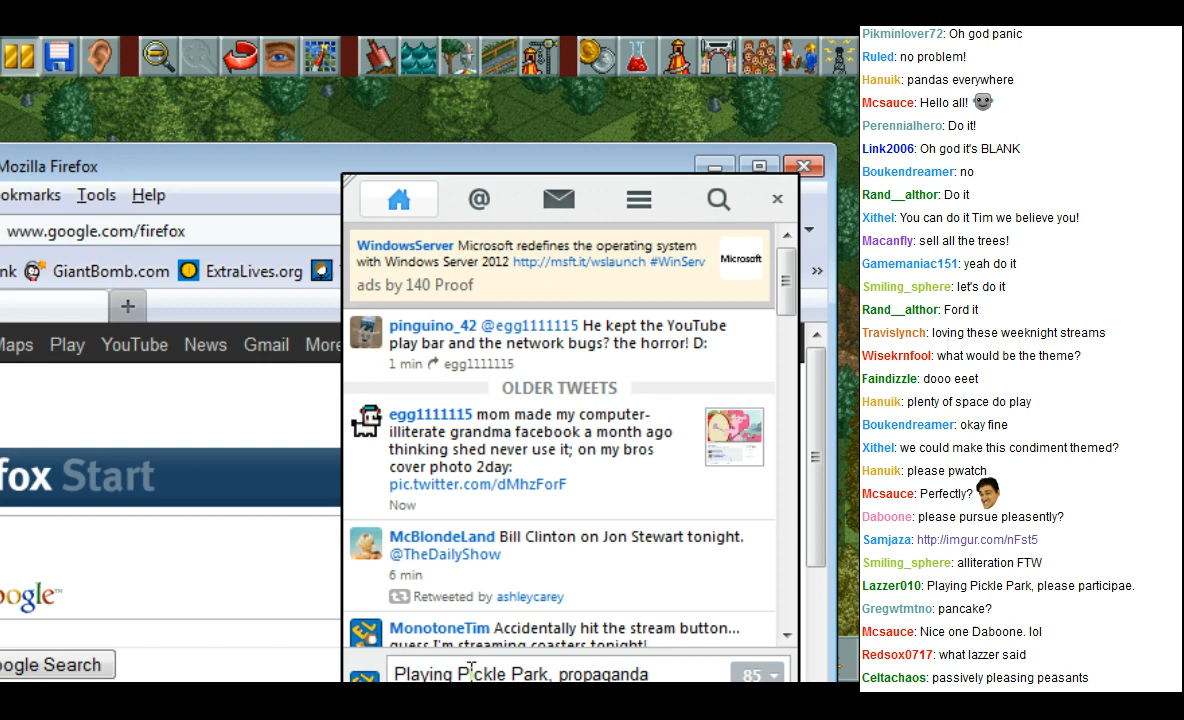 Mozilla Firefox
ookmarks Tools Help
www.google.com/firefox
nk GiantBomb.com ExtraLives.org
»
+
Maps Play YouTube News Gmail More
fox Start
oogle™
oogle Search
@
WindowsServer Microsoft redefines the operating system
with Windows Server 2012 http://msft.it/wslaunch #WinServ
Microsoft
ads by 140 Proof
pinguino_42 @egg1111115 He kept the YouTube
play bar and the network bugs? the horror! D:
1 min egg1111115
OLDER TWEETS
egg1111115 mom made my computer-
illiterate grandma facebook a month ago
thinking shed never use it; on my bros
cover photo 2day:
pic.twitter.com/dMhzForF
Now
McBlondeLand Bill Clinton on Jon Stewart tonight.
@TheDailyShow
6 min
Retweeted by ashleycarey
MonotoneTim Accidentally hit the stream button...
guess I'm streaming coasters tonight!
Playing Pickle Park, propaganda
85
Pikminlover72: Oh god panic
Ruled: no problem!
Hanuik: pandas everywhere
Mcsauce: Hello all!
Perennialhero: Do it!
Link2006: Oh god it's BLANK
Boukendreamer: no
Rand__althor: Do it
Xithel: You can do it Tim we believe you!
Macanfly: sell all the trees!
Gamemaniac151: yeah do it
Smiling_sphere: let's do it
Rand__althor: Ford it
Travislynch: loving these weeknight streams
Wisekrnfool: what would be the theme?
Faindizzle: dooo eeet
Hanuik: plenty of space do play
Boukendreamer: okay fine
Xithel: we could make this condiment themed?
Hanuik: please pwatch
Mcsauce: Perfectly?
Daboone: please pursue pleasently?
Samjaza: http://imgur.com/nFst5
Smiling_sphere: alliteration FTW
Lazzer010: Playing Pickle Park, please participae.
Gregwtmtno: pancake?
Mcsauce: Nice one Daboone. lol
Redsox0717: what lazzer said
Celtachaos: passively pleasing peasants